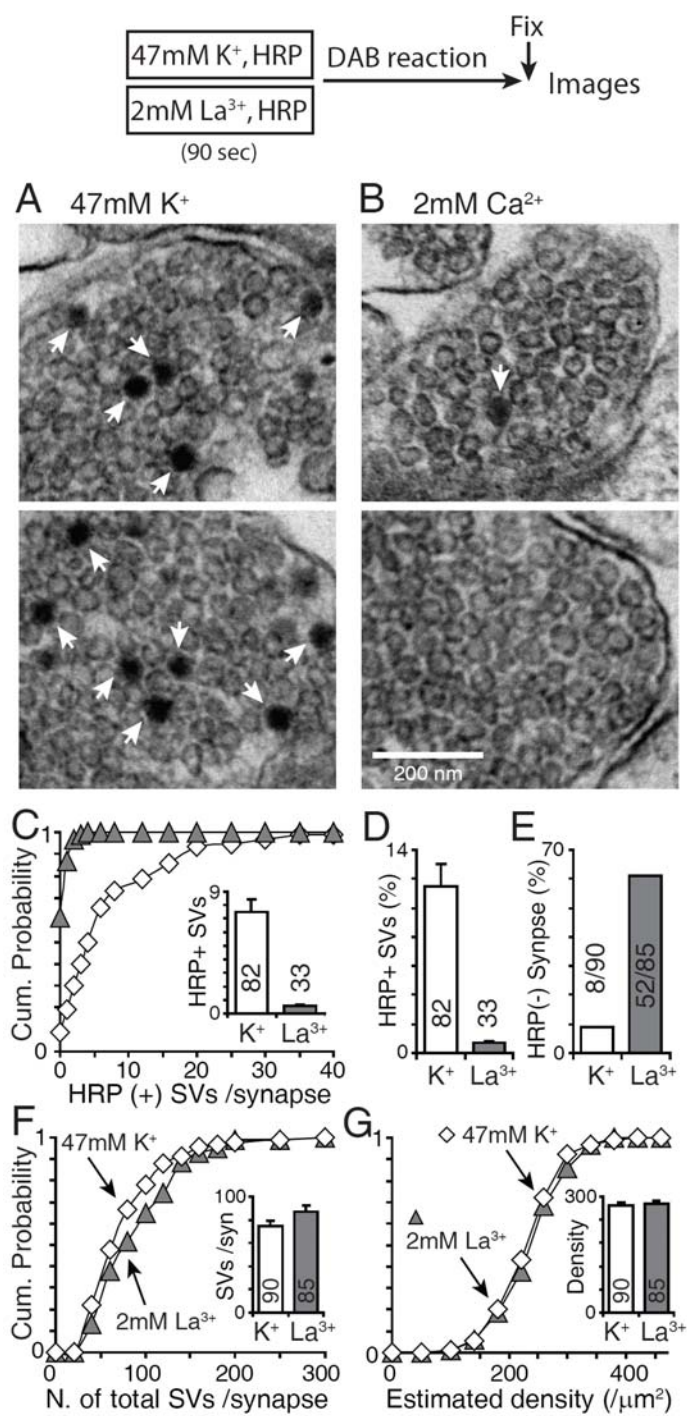 Fix
47mM K⁺, HRP
DAB reaction
2mM La³⁺, HRP
Images
(90 sec)
A 47mM K⁺
B 2mM Ca²⁺
200 nm
C
D
E
1
Cum. Probability
0
0 10 20 30 40
HRP (+) SVs /synapse
9
HRP+ SVs
0
82
33
K⁺ La³⁺
14
HRP+ SVs (%)
0
82
33
K⁺ La³⁺
70
HRP(-) Synpse (%)
0
8/90
52/85
K⁺ La³⁺
F
1
47mM K⁺
Cum. Probability
2mM La³⁺
0
0 100 200 300
N. of total SVs /synapse
100
SVs /syn
0
90
85
K⁺ La³⁺
G
1
47mM K⁺
2mM La³⁺
0
0 200 400
Estimated density (/µm²)
300
Density
0
90
85
K⁺ La³⁺